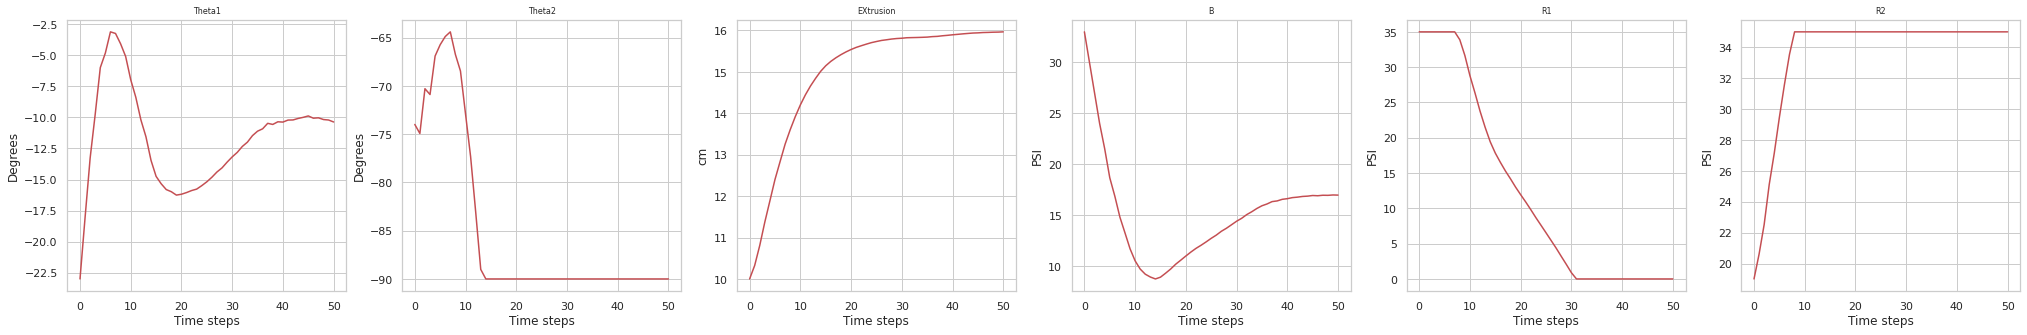 Theta1
Degrees
−2.5
−5.0
−7.5
−10.0
−12.5
−15.0
−17.5
−20.0
−22.5
0 10 20 30 40 50
Time steps
Theta2
Degrees
−65
−70
−75
−80
−85
−90
0 10 20 30 40 50
Time steps
EXtrusion
cm
16
15
14
13
12
11
10
0 10 20 30 40 50
Time steps
B
PSI
30
25
20
15
10
0 10 20 30 40 50
Time steps
R1
PSI
35
30
25
20
15
10
5
0
0 10 20 30 40 50
Time steps
R2
PSI
34
32
30
28
26
24
22
20
0 10 20 30 40 50
Time steps